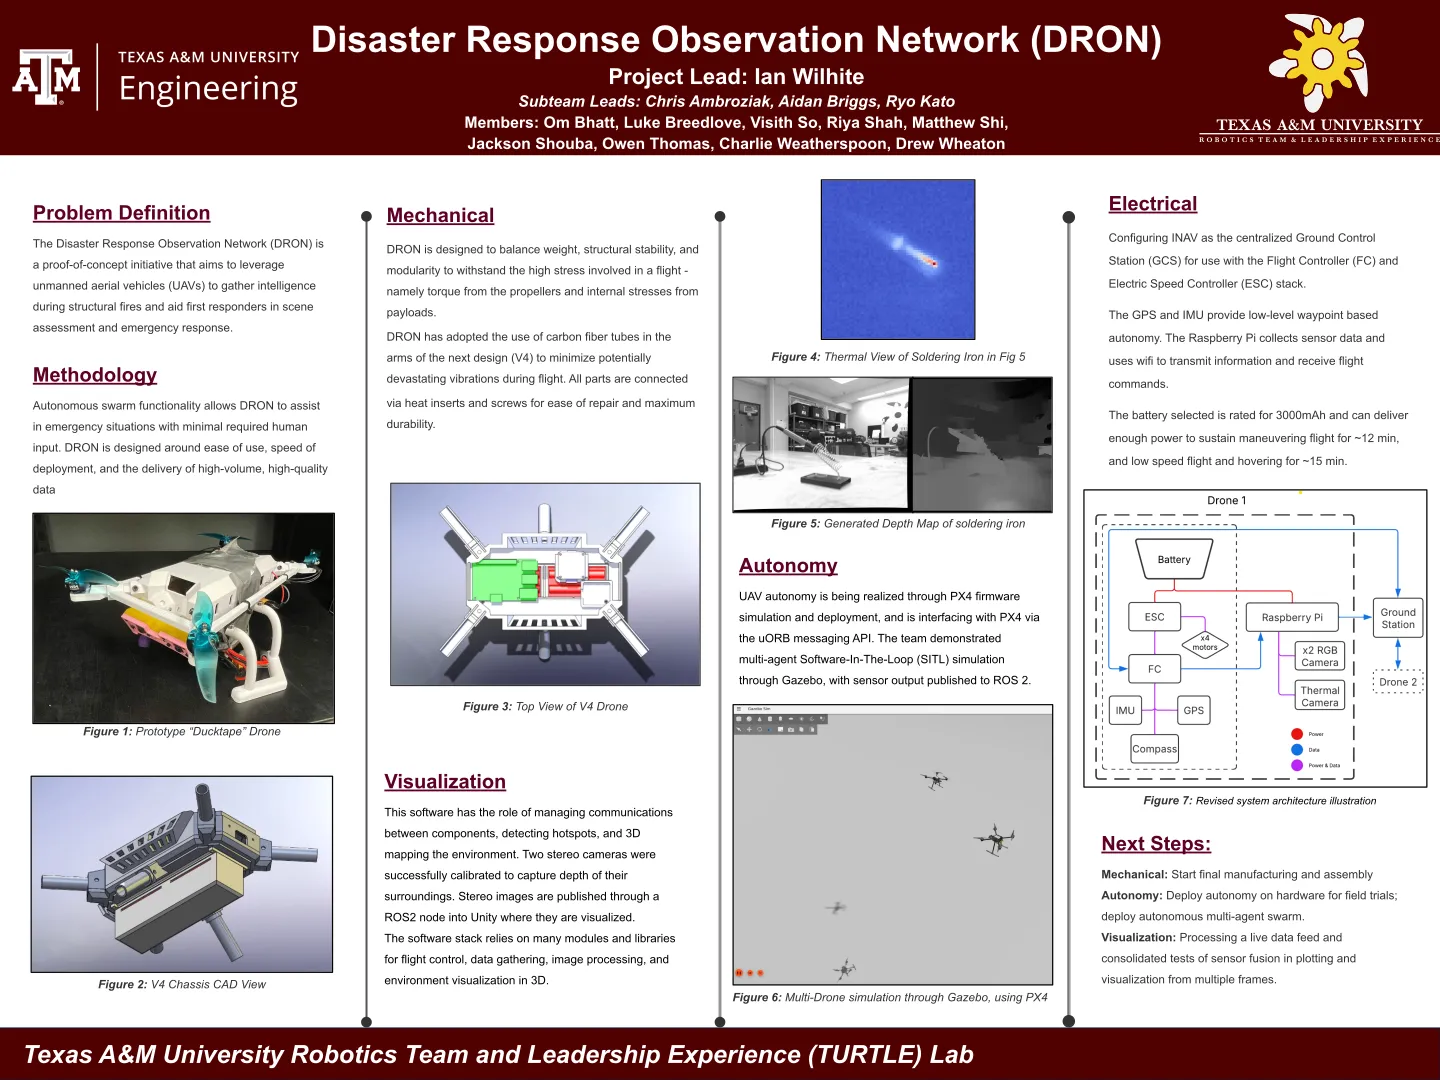 Disaster Response Observation Network (DRON)
Project Lead: Ian Wilhite
Subteam Leads: Chris Ambroziak, Aidan Briggs, Ryo Kato
Members: Om Bhatt, Luke Breedlove, Visith So, Riya Shah, Matthew Shi,
Jackson Shouba, Owen Thomas, Charlie Weatherspoon, Drew Wheaton
ATM
TEXAS A&M UNIVERSITY
Engineering
TEXAS A&M UNIVERSITY
ROBOTICS TEAM & LEADERSHIP EXPERIENCE
Problem Definition
The Disaster Response Observation Network (DRON) is
a proof-of-concept initiative that aims to leverage
unmanned aerial vehicles (UAVs) to gather intelligence
during structural fires and aid first responders in scene
assessment and emergency response.
Methodology
Autonomous swarm functionality allows DRON to assist
in emergency situations with minimal required human
input. DRON is designed around ease of use, speed of
deployment, and the delivery of high-volume, high-quality
data
Figure 1: Prototype “Ducktape” Drone
Figure 2: V4 Chassis CAD View
Mechanical
DRON is designed to balance weight, structural stability, and
modularity to withstand the high stress involved in a flight -
namely torque from the propellers and internal stresses from
payloads.
DRON has adopted the use of carbon fiber tubes in the
arms of the next design (V4) to minimize potentially
devastating vibrations during flight. All parts are connected
via heat inserts and screws for ease of repair and maximum
durability.
Figure 3: Top View of V4 Drone
Visualization
This software has the role of managing communications
between components, detecting hotspots, and 3D
mapping the environment. Two stereo cameras were
successfully calibrated to capture depth of their
surroundings. Stereo images are published through a
ROS2 node into Unity where they are visualized.
The software stack relies on many modules and libraries
for flight control, data gathering, image processing, and
environment visualization in 3D.
Figure 4: Thermal View of Soldering Iron in Fig 5
Figure 5: Generated Depth Map of soldering iron
Autonomy
UAV autonomy is being realized through PX4 firmware
simulation and deployment, and is interfacing with PX4 via
the uORB messaging API. The team demonstrated
multi-agent Software-In-The-Loop (SITL) simulation
through Gazebo, with sensor output published to ROS 2.
Gazebo Sim
Figure 6: Multi-Drone simulation through Gazebo, using PX4
Electrical
Configuring INAV as the centralized Ground Control
Station (GCS) for use with the Flight Controller (FC) and
Electric Speed Controller (ESC) stack.
The GPS and IMU provide low-level waypoint based
autonomy. The Raspberry Pi collects sensor data and
uses wifi to transmit information and receive flight
commands.
The battery selected is rated for 3000mAh and can deliver
enough power to sustain maneuvering flight for ~12 min,
and low speed flight and hovering for ~15 min.
Drone 1
Battery
ESC
Raspberry Pi
Ground
Station
x4
motors
x2 RGB
Camera
FC
Drone 2
Thermal
Camera
IMU
GPS
Compass
Power
Data
Power & Data
Figure 7: Revised system architecture illustration
Next Steps:
Mechanical: Start final manufacturing and assembly
Autonomy: Deploy autonomy on hardware for field trials;
deploy autonomous multi-agent swarm.
Visualization: Processing a live data feed and
consolidated tests of sensor fusion in plotting and
visualization from multiple frames.
Texas A&M University Robotics Team and Leadership Experience (TURTLE) Lab